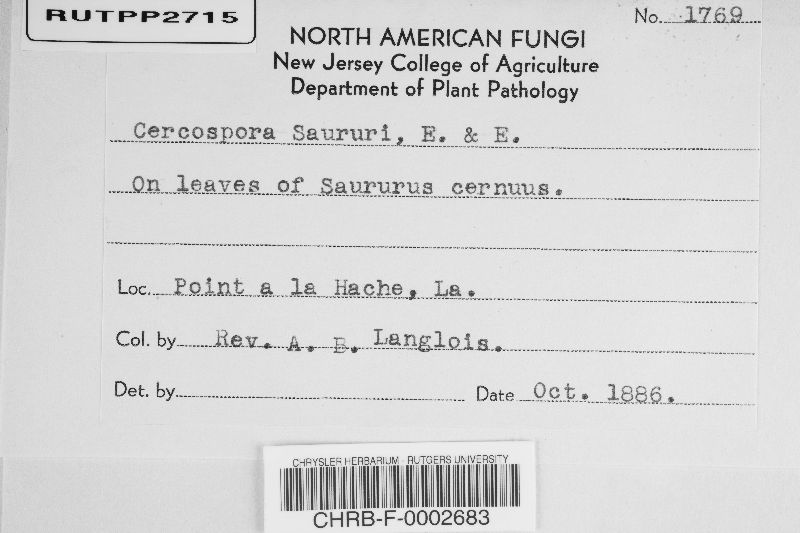 RUTPP2715
No. 1769
NORTH AMERICAN FUNGI
New Jersey College of Agriculture
Department of Plant Pathology
Cercospora Saururi, E. & E.
On leaves of Saururus cernuus.
Loc. Point a la Hache, La.
Col. by Rev. A. B. Langlois.
Det. by
Date Oct. 1886.
CHRYSLER HERBARIUM - RUTGERS UNIVERSITY
CHRB-F-0002683